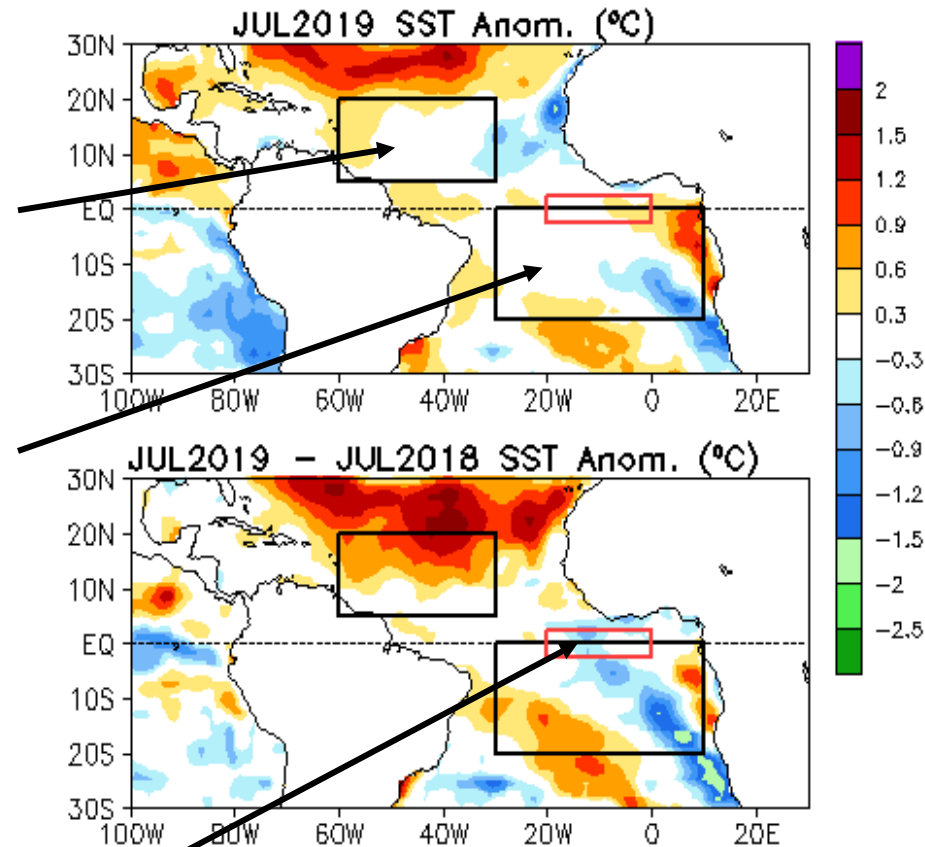 JUL2019 SST Anom. (ºC)
30N
20N
10N
EQ
10S
20S
30S
100W 80W 60W 40W 20W 0 20E
2
1.5
1.2
0.9
0.6
0.3
-0.3
-0.6
-0.9
-1.2
-1.5
-2
-2.5
JUL2019 - JUL2018 SST Anom. (ºC)
30N
20N
10N
EQ
10S
20S
30S
100W 80W 60W 40W 20W 0 20E